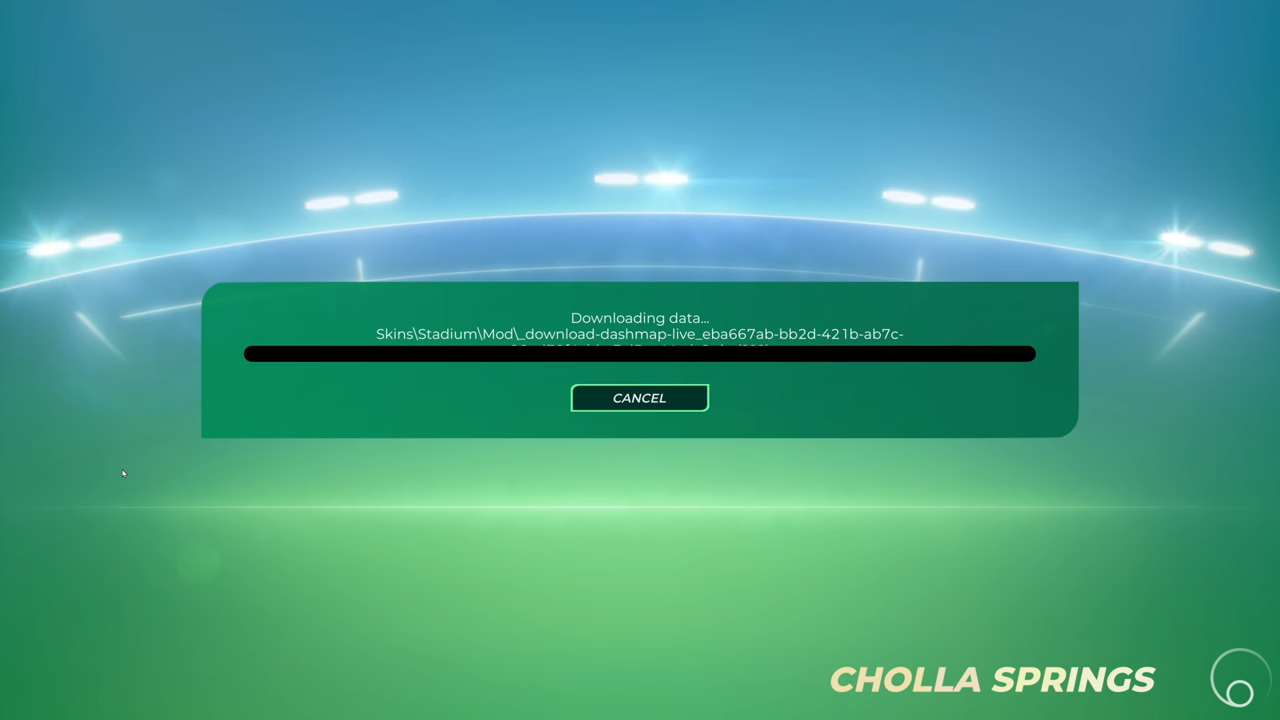 Downloading data...
Skins\Stadium\Mod\_download-dashmap-live_eba667ab-bb2d-421b-ab7c-
CANCEL
CHOLLA SPRINGS